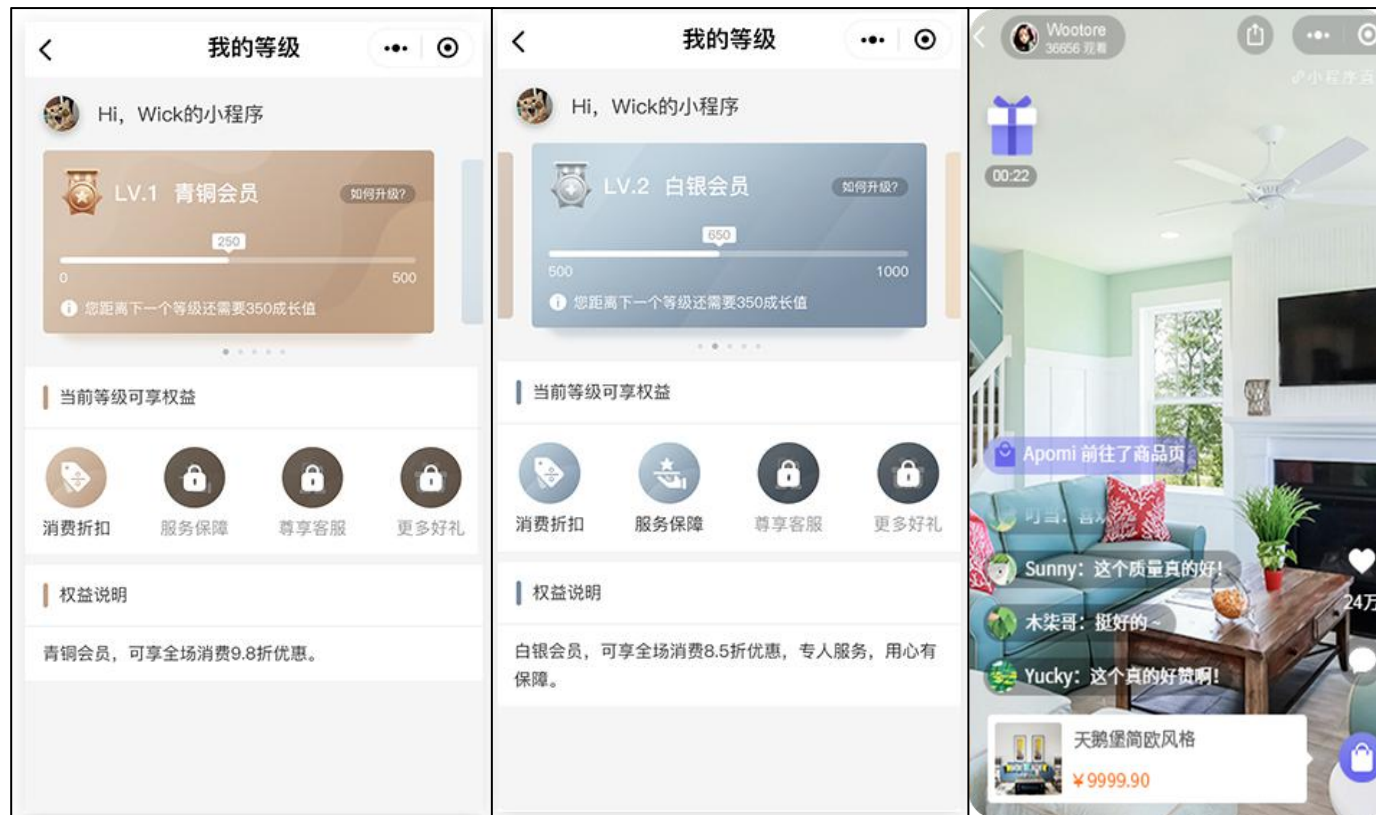 我的等级
Hi，Wick的小程序
LV.1 青铜会员
如何升级?
250
0
500
您距离下一个等级还需要350成长值
当前等级可享权益
消费折扣
服务保障
尊享客服
更多好礼
权益说明
青铜会员，可享全场消费9.8折优惠。
我的等级
Hi，Wick的小程序
LV.2 白银会员
如何升级?
650
500
1000
您距离下一个等级还需要350成长值
当前等级可享权益
消费折扣
服务保障
尊享客服
更多好礼
权益说明
白银会员，可享全场消费8.5折优惠，专人服务，用心有
保障。
Wootore
36656 观看
小程序直
00:22
Apomi 前往了商品页
叮当：喜欢
Sunny：这个质量真的好！
木柒哥：挺好的~
24万
Yucky：这个真的好赞啊！
天鹅堡简欧风格
￥9999.90